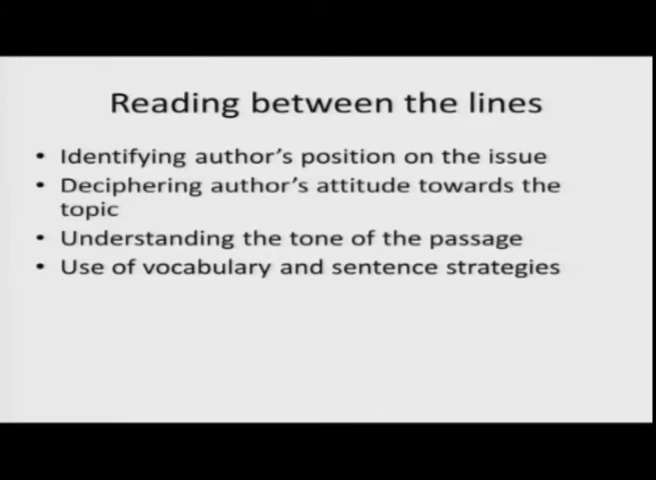 Reading between the lines
• Identifying author's position on the issue
• Deciphering author's attitude towards the
topic
• Understanding the tone of the passage
• Use of vocabulary and sentence strategies